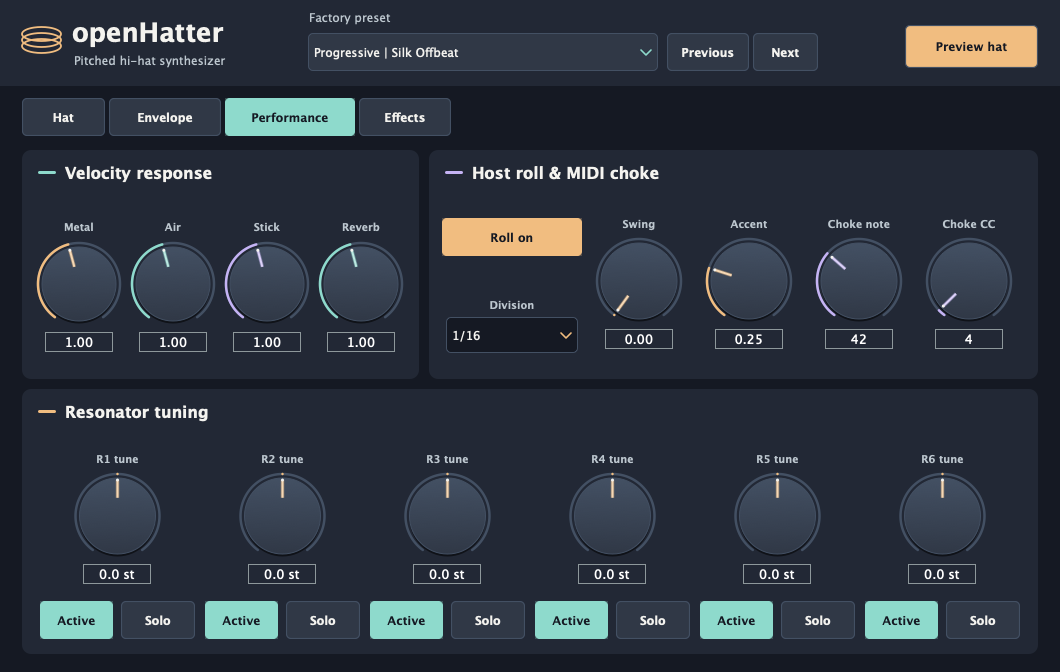 openHatter
Pitched hi-hat synthesizer
Factory preset
Progressive | Silk Offbeat
Previous
Next
Preview hat
Hat
Envelope
Performance
Effects
Velocity response
Metal
Air
Stick
Reverb
1.00
1.00
1.00
1.00
Host roll & MIDI choke
Roll on
Division
1/16
Swing
Accent
Choke note
Choke CC
0.00
0.25
42
4
Resonator tuning
R1 tune
R2 tune
R3 tune
R4 tune
R5 tune
R6 tune
0.0 st
0.0 st
0.0 st
0.0 st
0.0 st
0.0 st
Active
Solo
Active
Solo
Active
Solo
Active
Solo
Active
Solo
Active
Solo